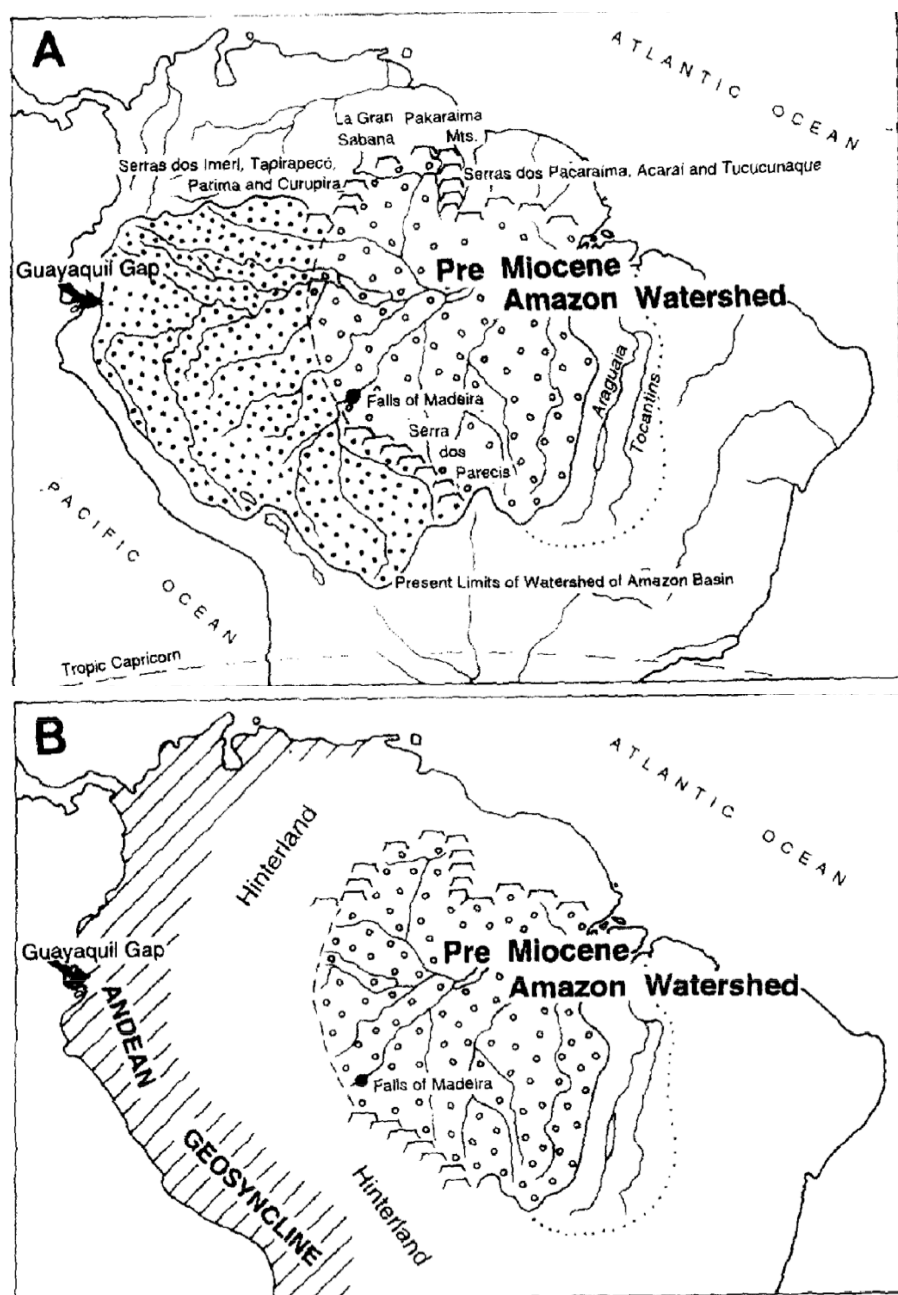 A
ATLANTIC OCEAN
La Gran Pakaraima
Sabana Mts.
Serras dos Imeri, Tapirapecó,
Parima and Curupira
Serras dos Pacaraima, Acaraí and Tucucunaque
Guayaquil Gap
Pre Miocene
Amazon Watershed
Araguaia
Tocantins
Falls of Madeira
Serra
dos
Parecis
PACIFIC OCEAN
Present Limits of Watershed of Amazon Basin
Tropic Capricorn
B
ATLANTIC OCEAN
Hinterland
Guayaquil Gap
Pre Miocene
Amazon Watershed
ANDEAN
GEOSYNCLINE
Falls of Madeira
Hinterland